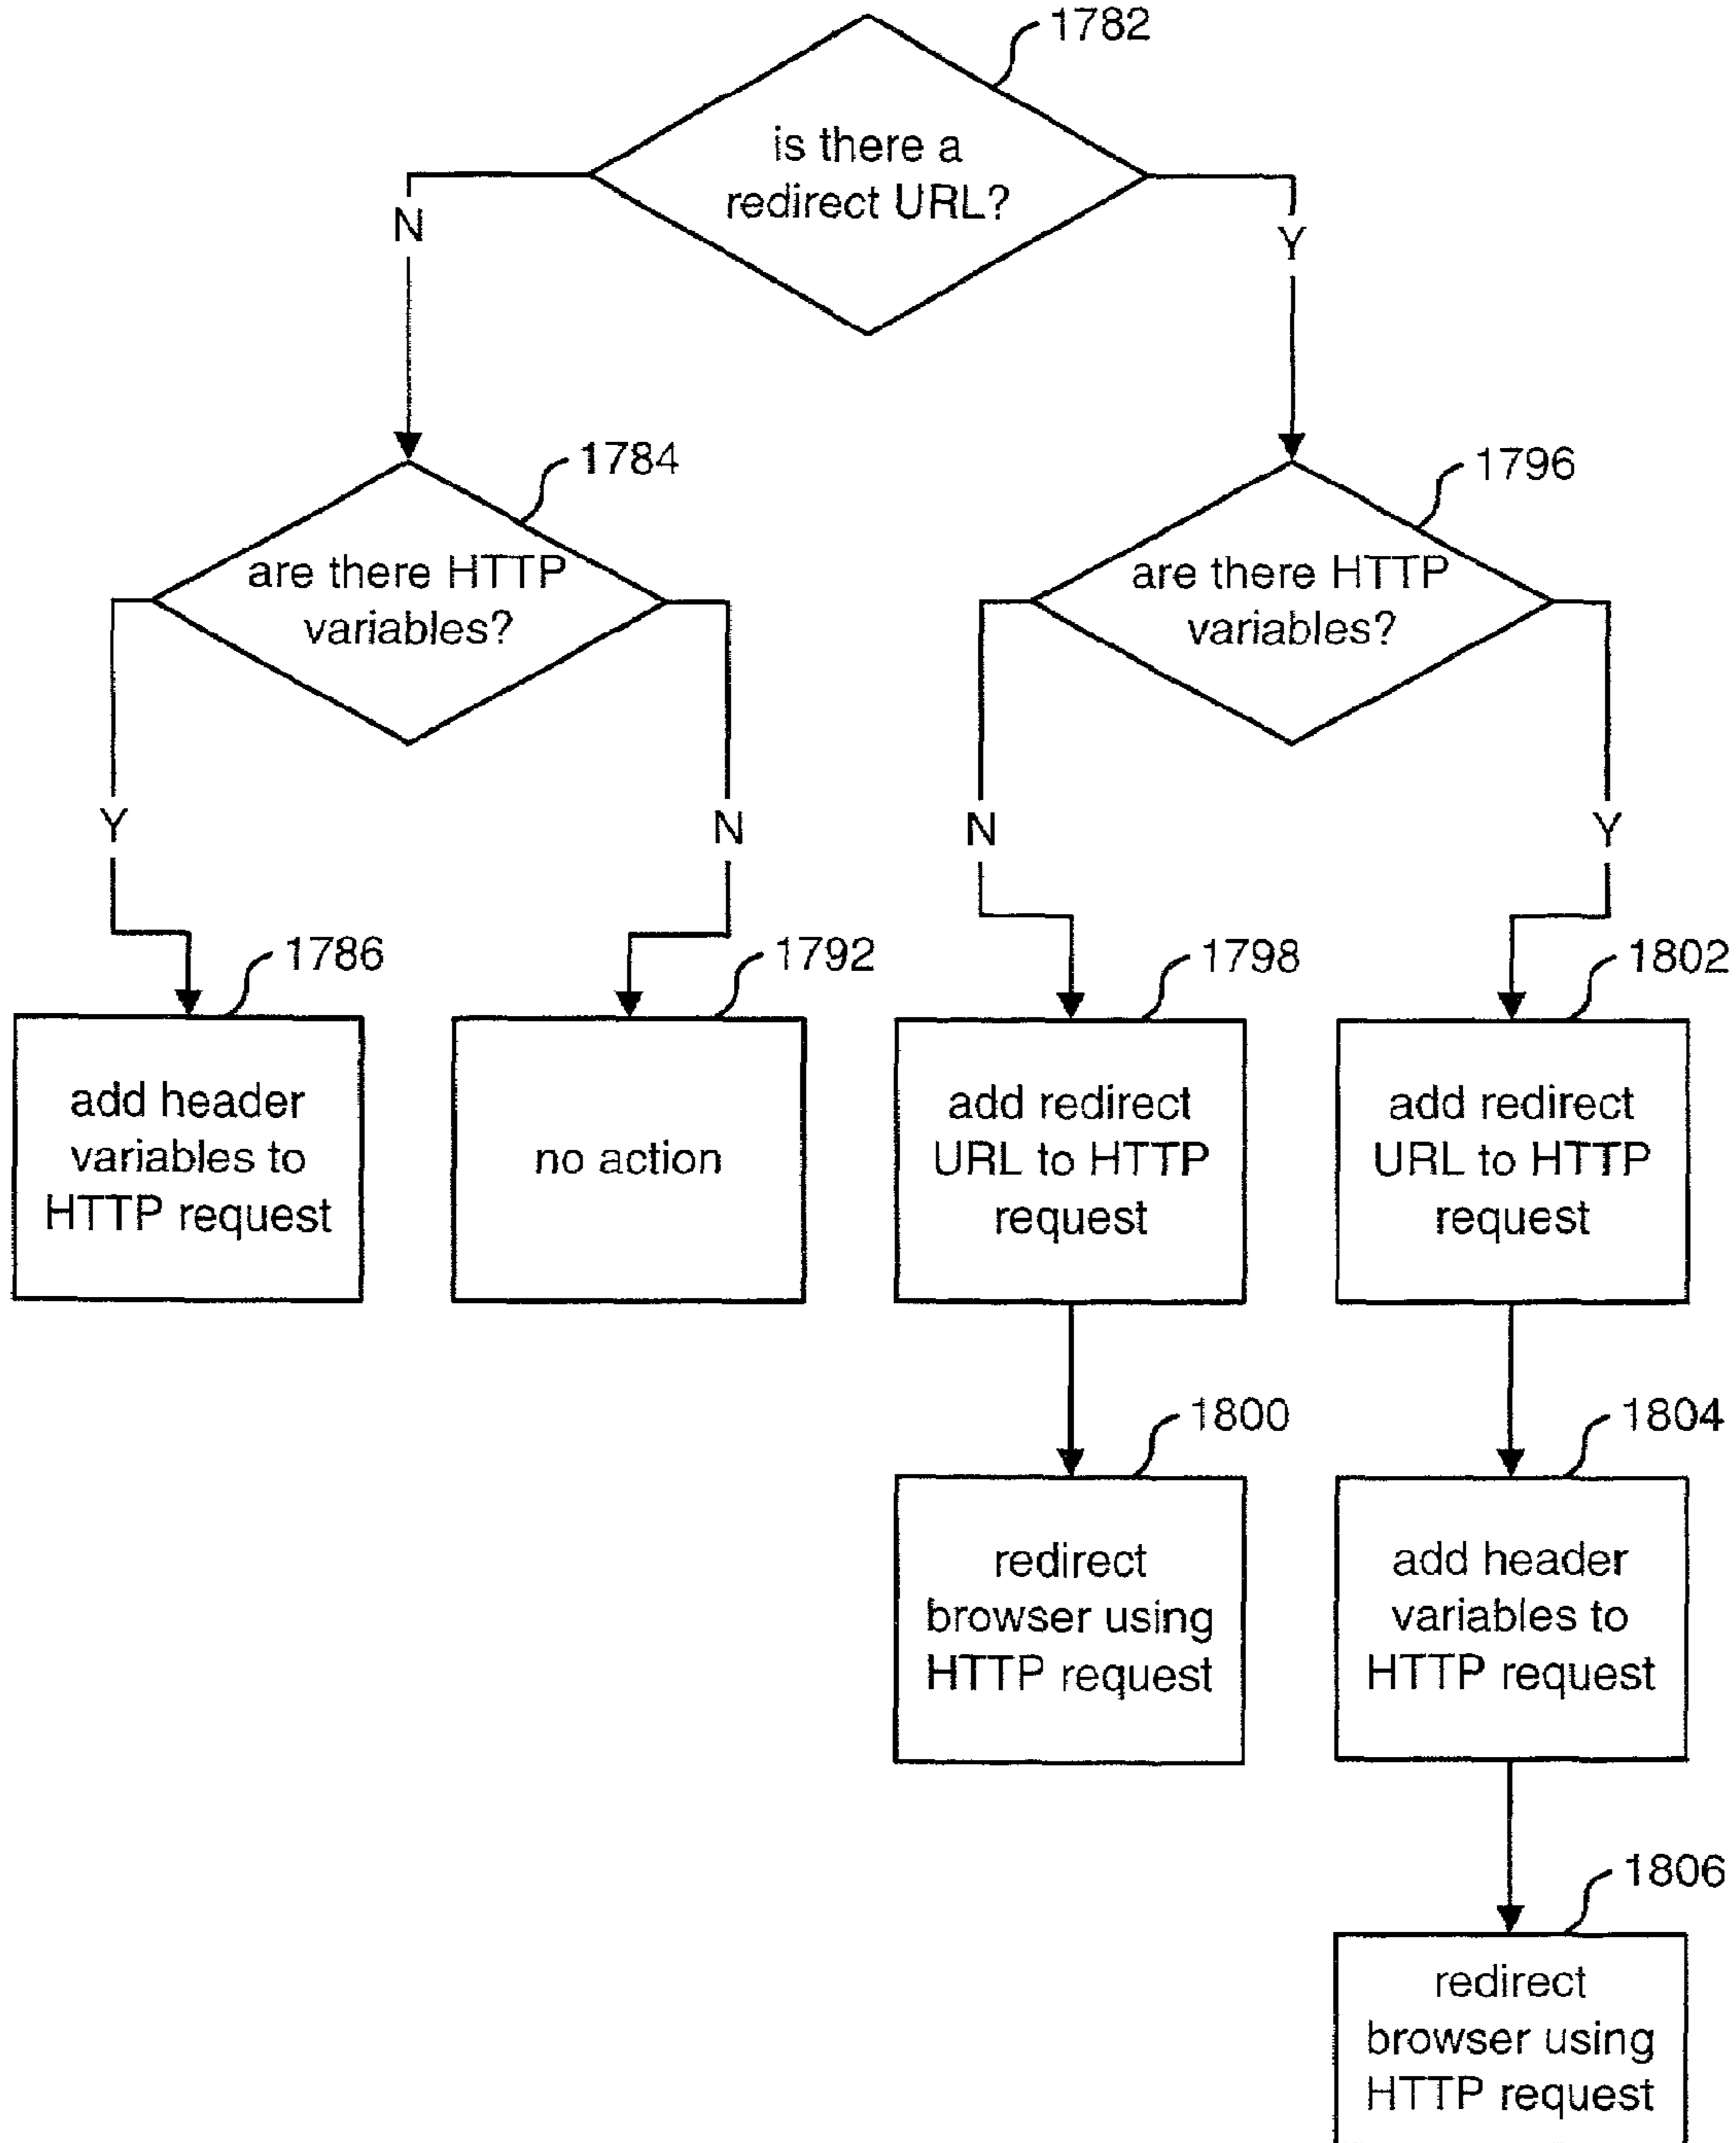 1782
is there a
redirect URL?
N
Y
1784
1796
are there HTTP
variables?
are there HTTP
variables?
Y
N
N
Y
1786
1792
1798
1802
add header
variables to
HTTP request
no action
add redirect
URL to HTTP
request
add redirect
URL to HTTP
request
1800
1804
redirect
browser using
HTTP request
add header
variables to
HTTP request
1806
redirect
browser using
HTTP request